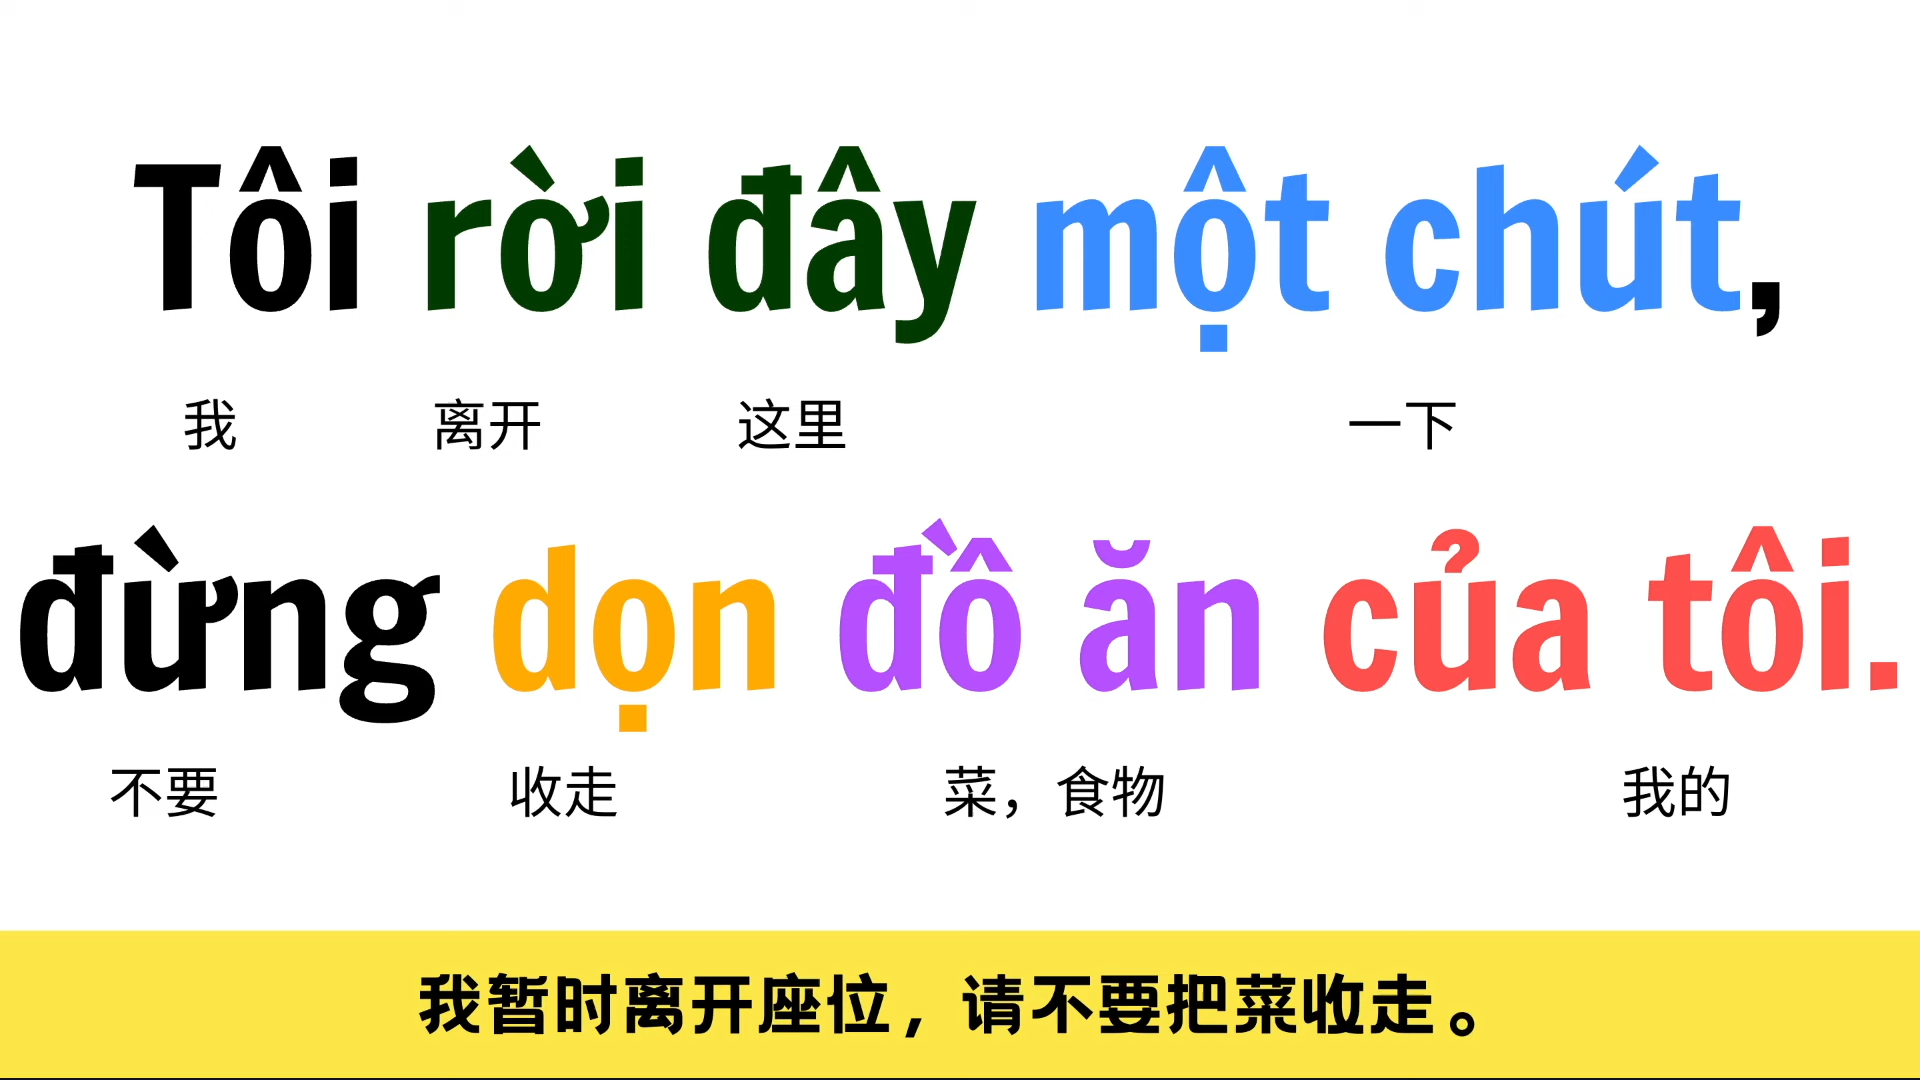 Tôi rời đây một chút,
我 离开 这里 一下
đừng dọn đồ ăn của tôi.
不要 收走 菜，食物 我的
我暂时离开座位，请不要把菜收走。